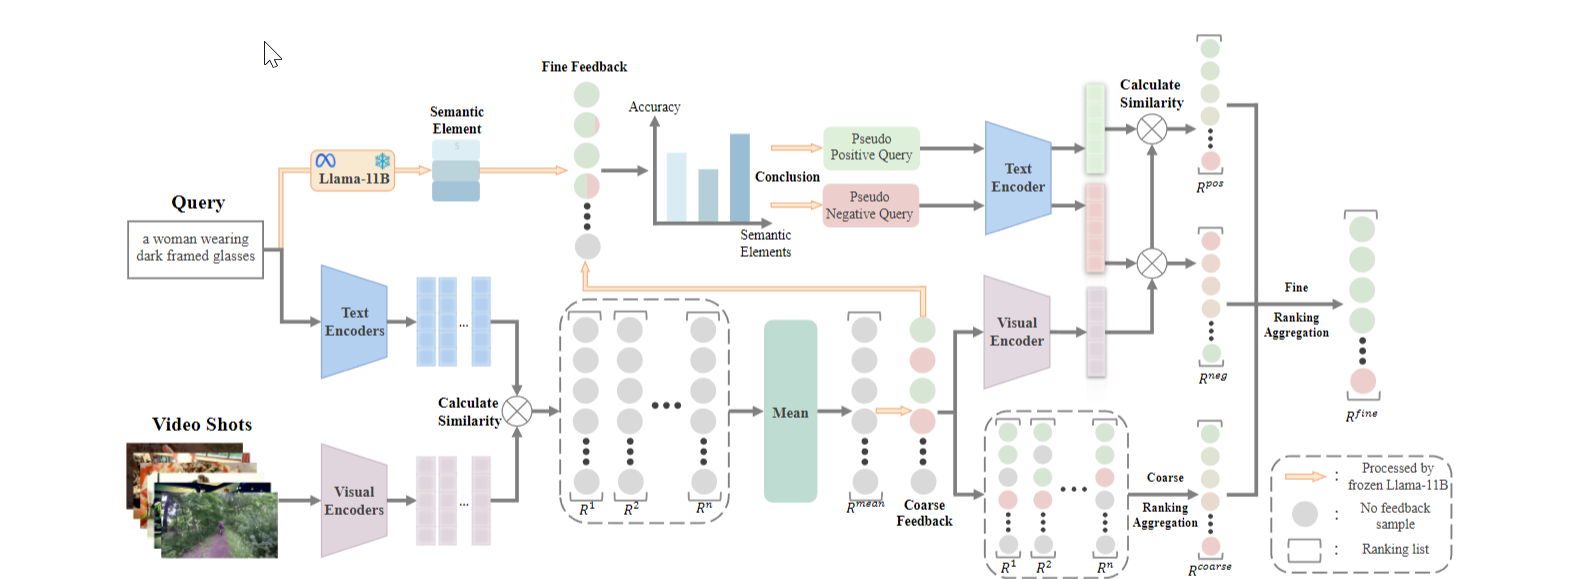 Fine Feedback
Semantic
Element
S
Accuracy
Calculate
Similarity
Llama-11B
Pseudo
Positive Query
Conclusion
Pseudo
Negative Query
Text
Encoder
R^pos
Query
a woman wearing
dark framed glasses
Semantic
Elements
Text
Encoders
...
Visual
Encoder
Fine
Ranking
Aggregation
R^neg
R^fine
Video Shots
Calculate
Similarity
Mean
Visual
Encoders
...
R^1 R^2 R^n
R^mean
Coarse
Feedback
R^1 R^2 R^n
Coarse
Ranking
Aggregation
R^coarse
: Processed by
frozen Llama-11B
: No feedback
sample
: Ranking list